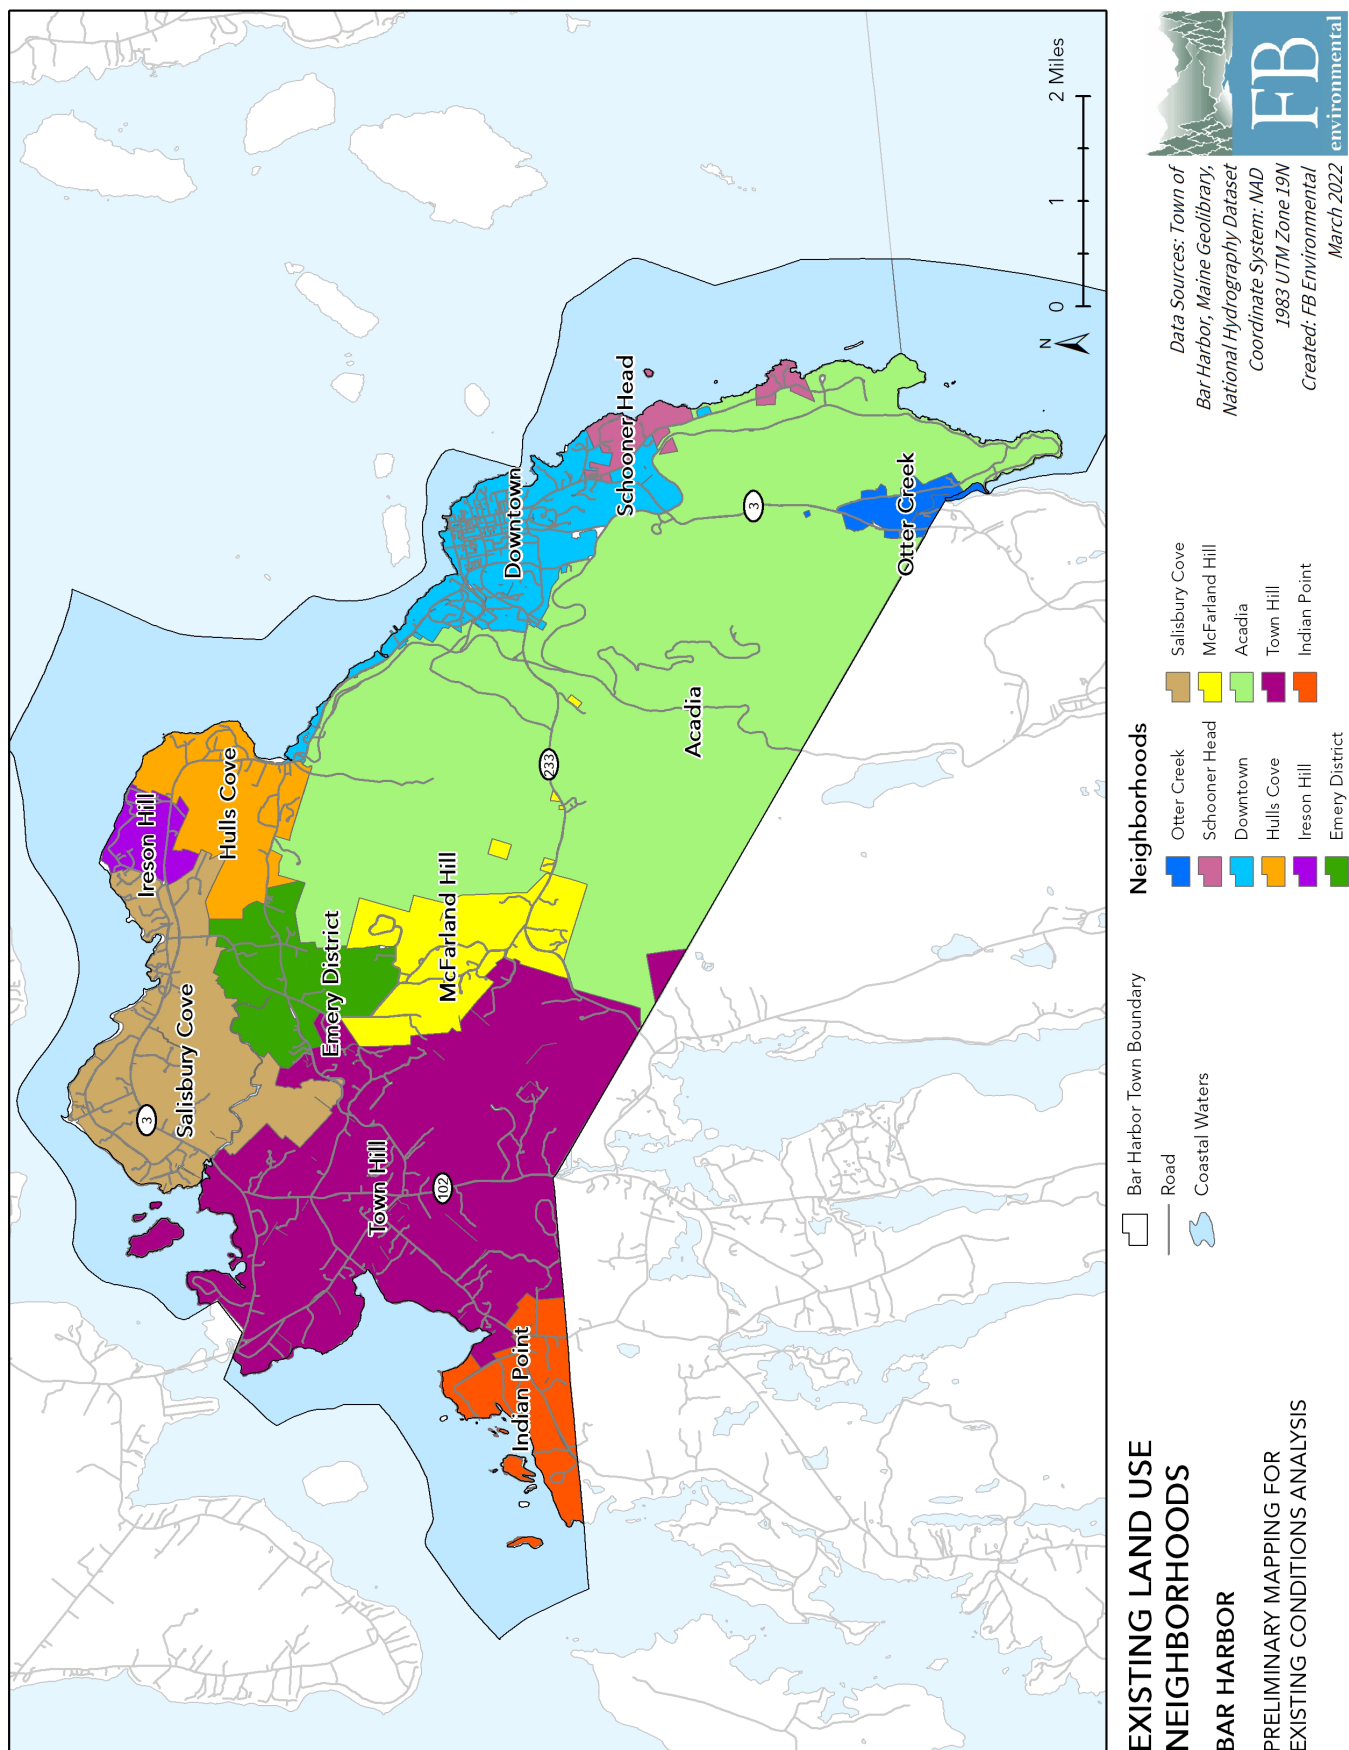 Salisbury Cove
3
Ireson Hill
Hulls Cove
Emery District
McFarland Hill
Town Hill
102
Indian Point
233
Acadia
Downtown
Schooner Head
3
Otter Creek
N
0 1 2 Miles
EXISTING LAND USE
NEIGHBORHOODS
BAR HARBOR
PRELIMINARY MAPPING FOR
EXISTING CONDITIONS ANALYSIS
Bar Harbor Town Boundary
Road
Coastal Waters
Neighborhoods
Otter Creek
Schooner Head
Downtown
Hulls Cove
Ireson Hill
Emery District
Salisbury Cove
McFarland Hill
Acadia
Town Hill
Indian Point
Data Sources: Town of
Bar Harbor, Maine Geolibrary,
National Hydrography Dataset
Coordinate System: NAD
1983 UTM Zone 19N
Created: FB Environmental
March 2022
FB
environmental